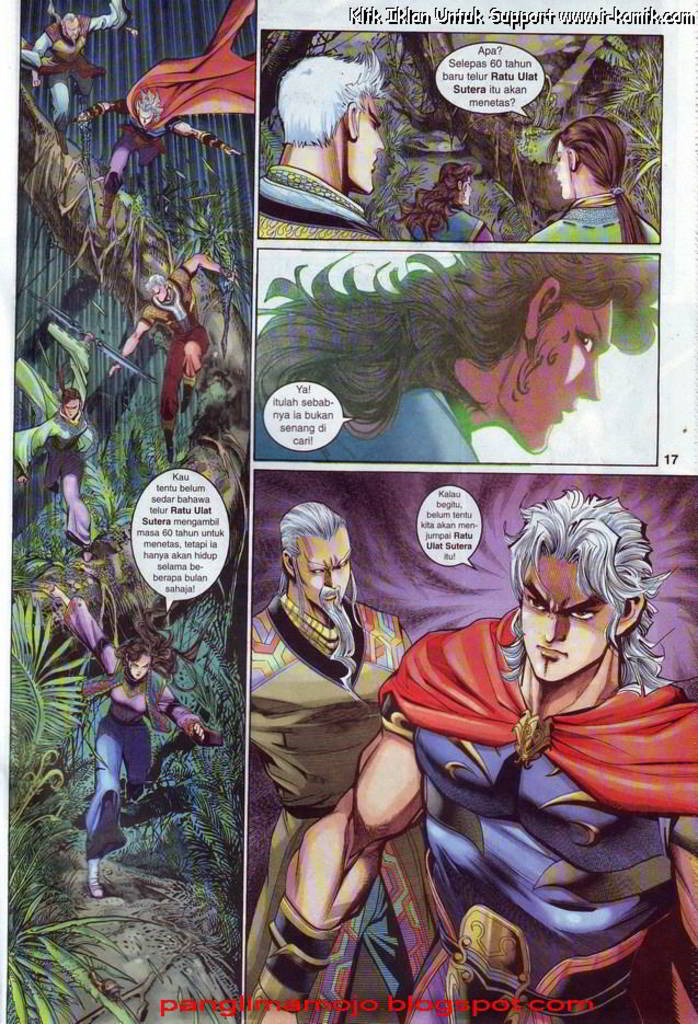 Klik Iklan Untuk Support www.ir-komik.com
Kau
tentu belum
sedar bahawa
telur Ratu Ulat
Sutera mengambil
masa 60 tahun untuk
menetas, tetapi ia
hanya akan hidup
selama be-
berapa bulan
sahaja!
Apa?
Selepas 60 tahun
baru telur Ratu Ulat
Sutera itu akan
menetas?
Ya!
itulah sebab-
nya ia bukan
senang di
cari!
17
Kalau
begitu,
belum tentu
kita akan men-
jumpai Ratu
Ulat Sutera
itu!
panglimamojo.blogspot.com